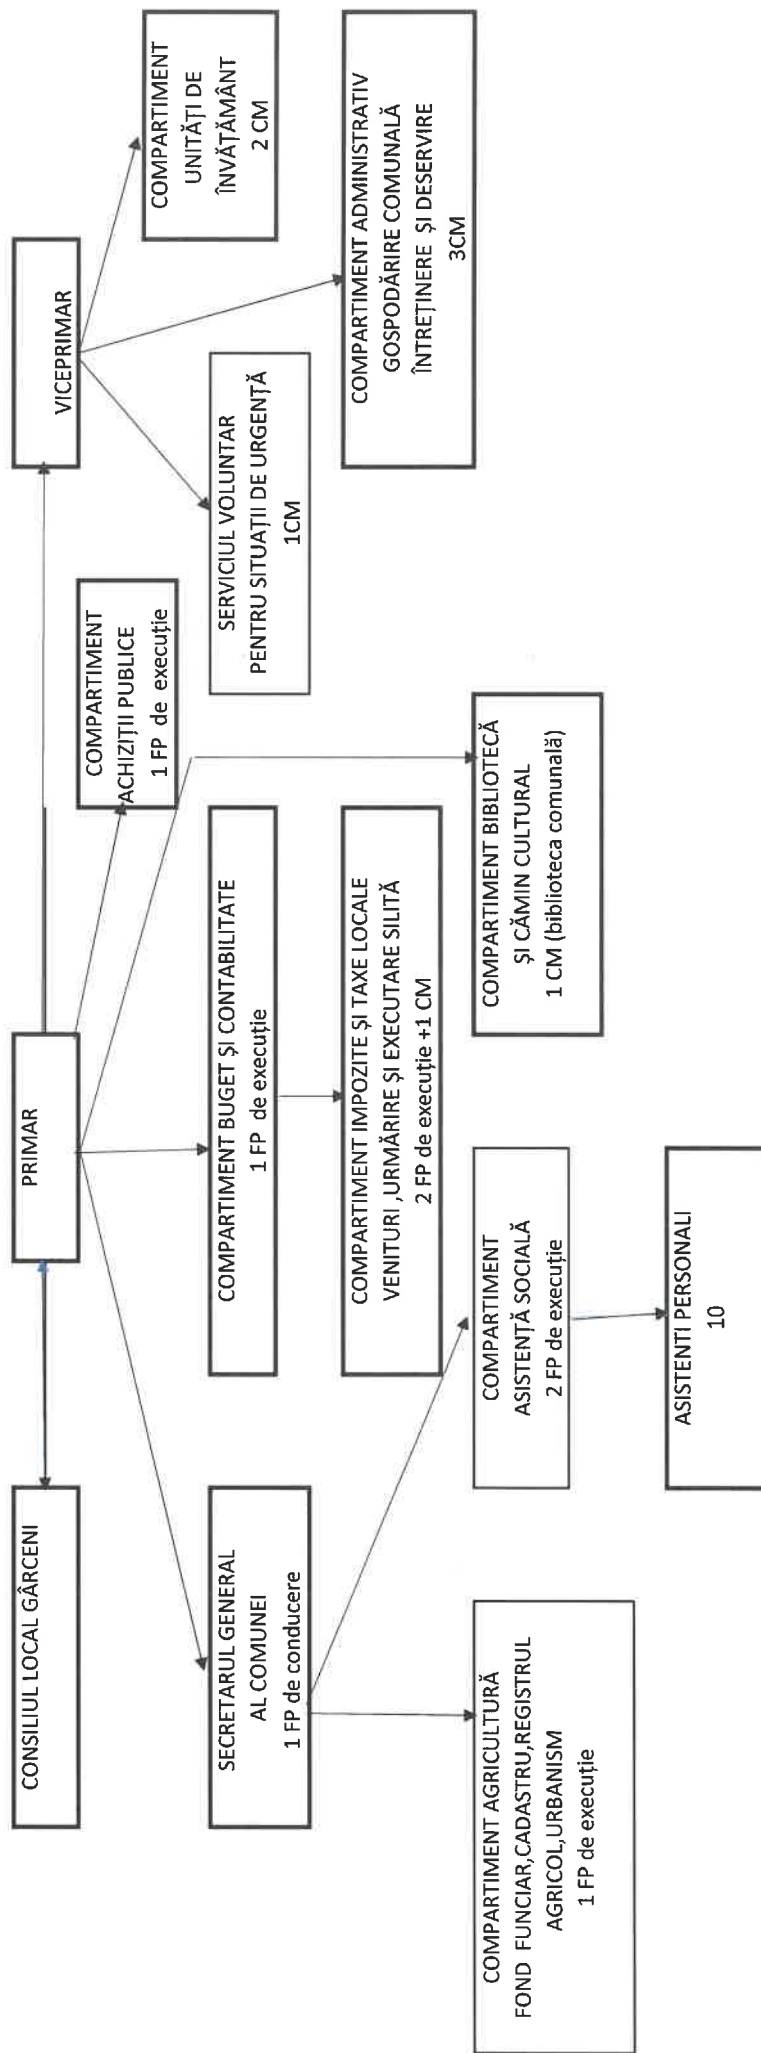 CONSILIUL LOCAL GÂRCENI
PRIMAR
VICEPRIMAR
COMPARTIMENT
ACHIZIȚII PUBLICE
1 FP de execuție
COMPARTIMENT
UNITĂȚI DE
ÎNVĂȚĂMÂNT
2 CM
SECRETARUL GENERAL
AL COMUNEI
1 FP de conducere
COMPARTIMENT BUGET ȘI CONTABILITATE
1 FP de execuție
SERVICIUL VOLUNTAR
PENTRU SITUAȚII DE URGENȚĂ
1CM
COMPARTIMENT IMPOZITE ȘI TAXE LOCALE
VENITURI ,URMĂRIRE ȘI EXECUTARE SILITĂ
2 FP de execuție +1 CM
COMPARTIMENT ADMINISTRATIV
GOSPODĂRIRE COMUNALĂ
ÎNTREȚINERE ȘI DESERVIRE
3CM
COMPARTIMENT AGRICULTURĂ
FOND FUNCIAR,CADASTRU,REGISTRUL
AGRICOL,URBANISM
1 FP de execuție
COMPARTIMENT
ASISTENȚĂ SOCIALĂ
2 FP de execuție
COMPARTIMENT BIBLIOTECĂ
ȘI CĂMIN CULTURAL
1 CM (biblioteca comunală)
ASISTENTI PERSONALI
10